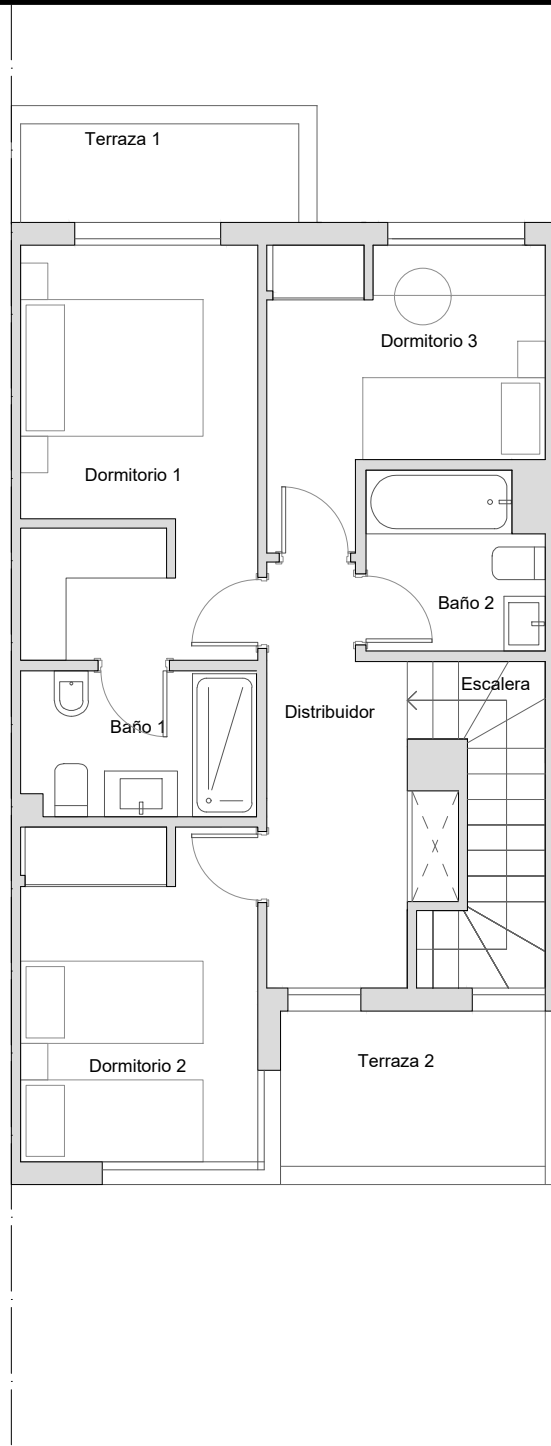 Terraza 1
Dormitorio 3
Dormitorio 1
Baño 2
Escalera
Distribuidor
Baño 1
Terraza 2
Dormitorio 2